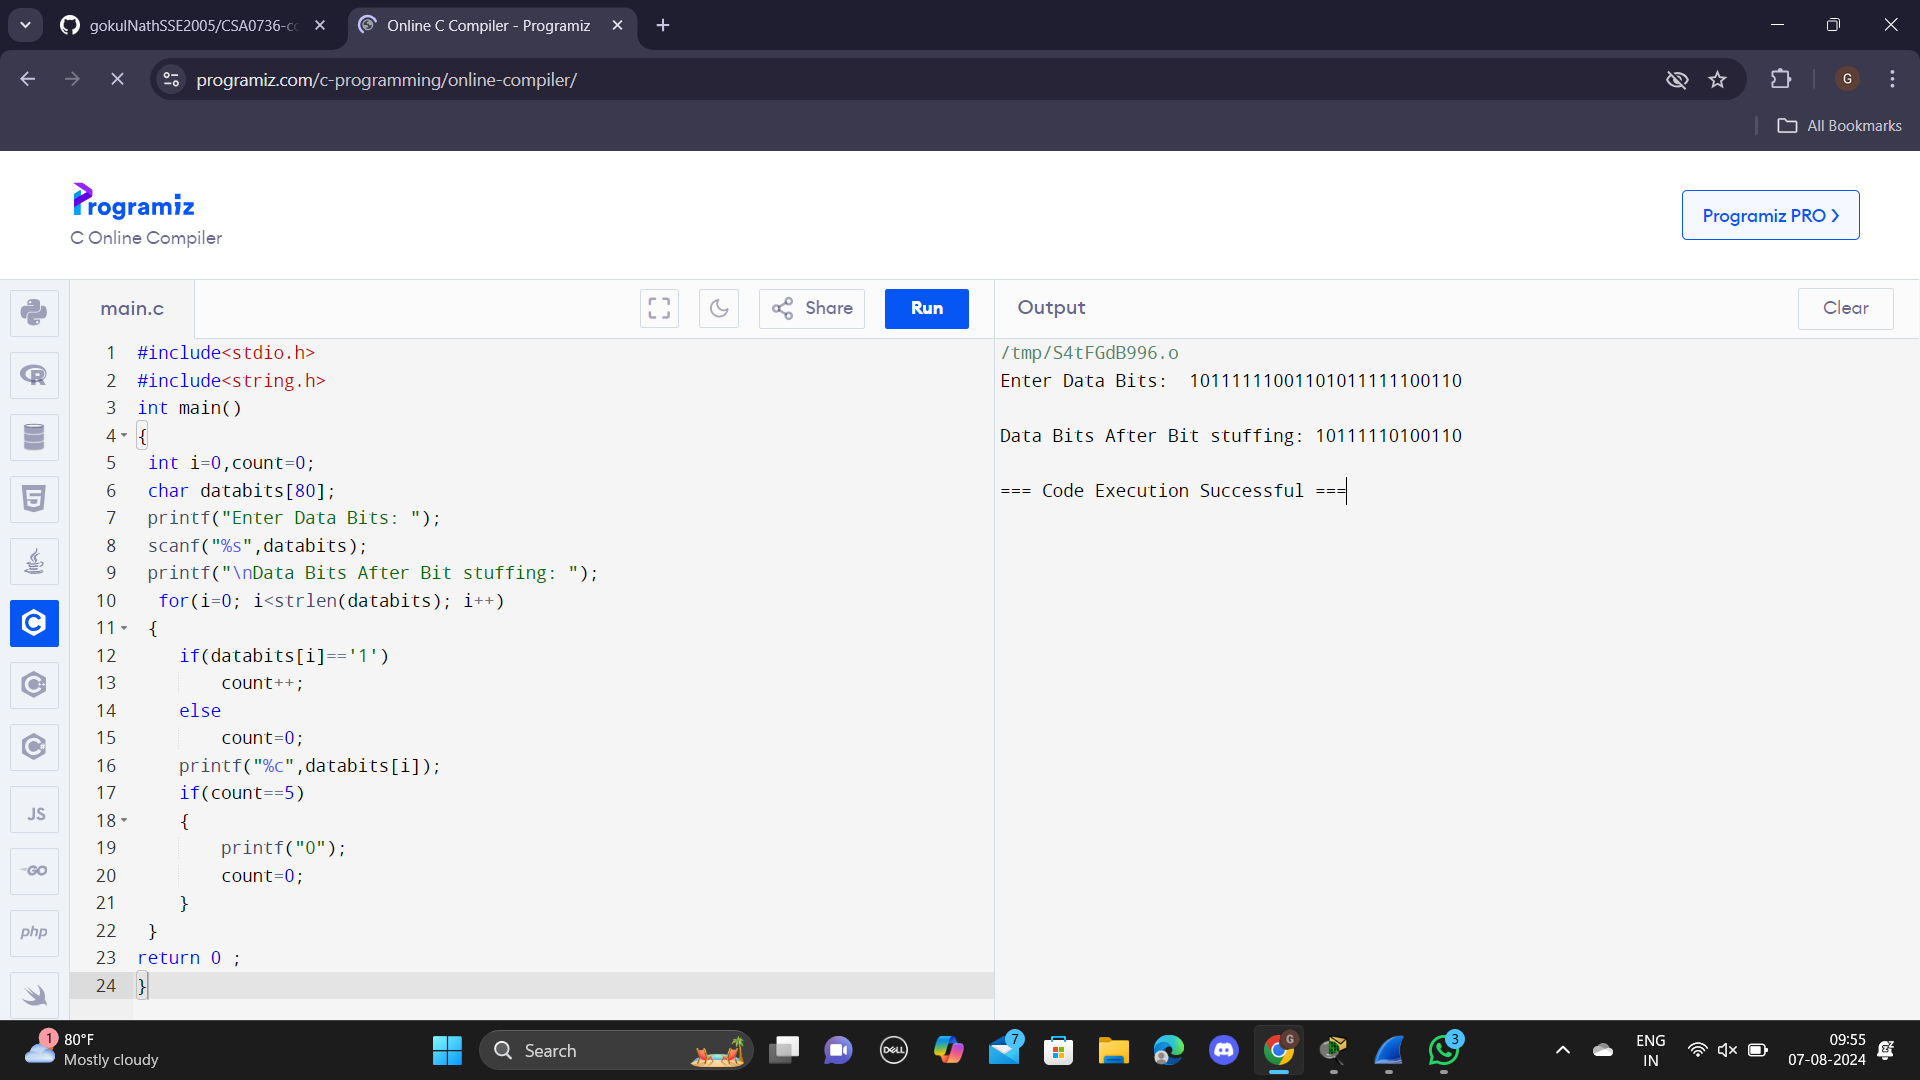 gokulNathSSE2005/CSA0736-co
Online C Compiler - Programiz
programiz.com/c-programming/online-compiler/
G
All Bookmarks
Programiz
C Online Compiler
Programiz PRO
main.c
Share
Run
Output
Clear
1 #include<stdio.h>
2 #include<string.h>
3 int main()
4 {
5 int i=0,count=0;
6 char databits[80];
7 printf("Enter Data Bits: ");
8 scanf("%s",databits);
9 printf("\nData Bits After Bit stuffing: ");
10 for(i=0; i<strlen(databits); i++)
11 {
12 if(databits[i]=='1')
13 count++;
14 else
15 count=0;
16 printf("%c",databits[i]);
17 if(count==5)
18 {
19 printf("0");
20 count=0;
21 }
22 }
23 return 0 ;
24 }
/tmp/S4tFGdB996.o
Enter Data Bits: 10111111001101011111100110
Data Bits After Bit stuffing: 10111110100110
=== Code Execution Successful ===
R
5
C
JS
GO
php
1
80°F
Mostly cloudy
Search
DELL
7
G
3
ENG
IN
09:55
07-08-2024